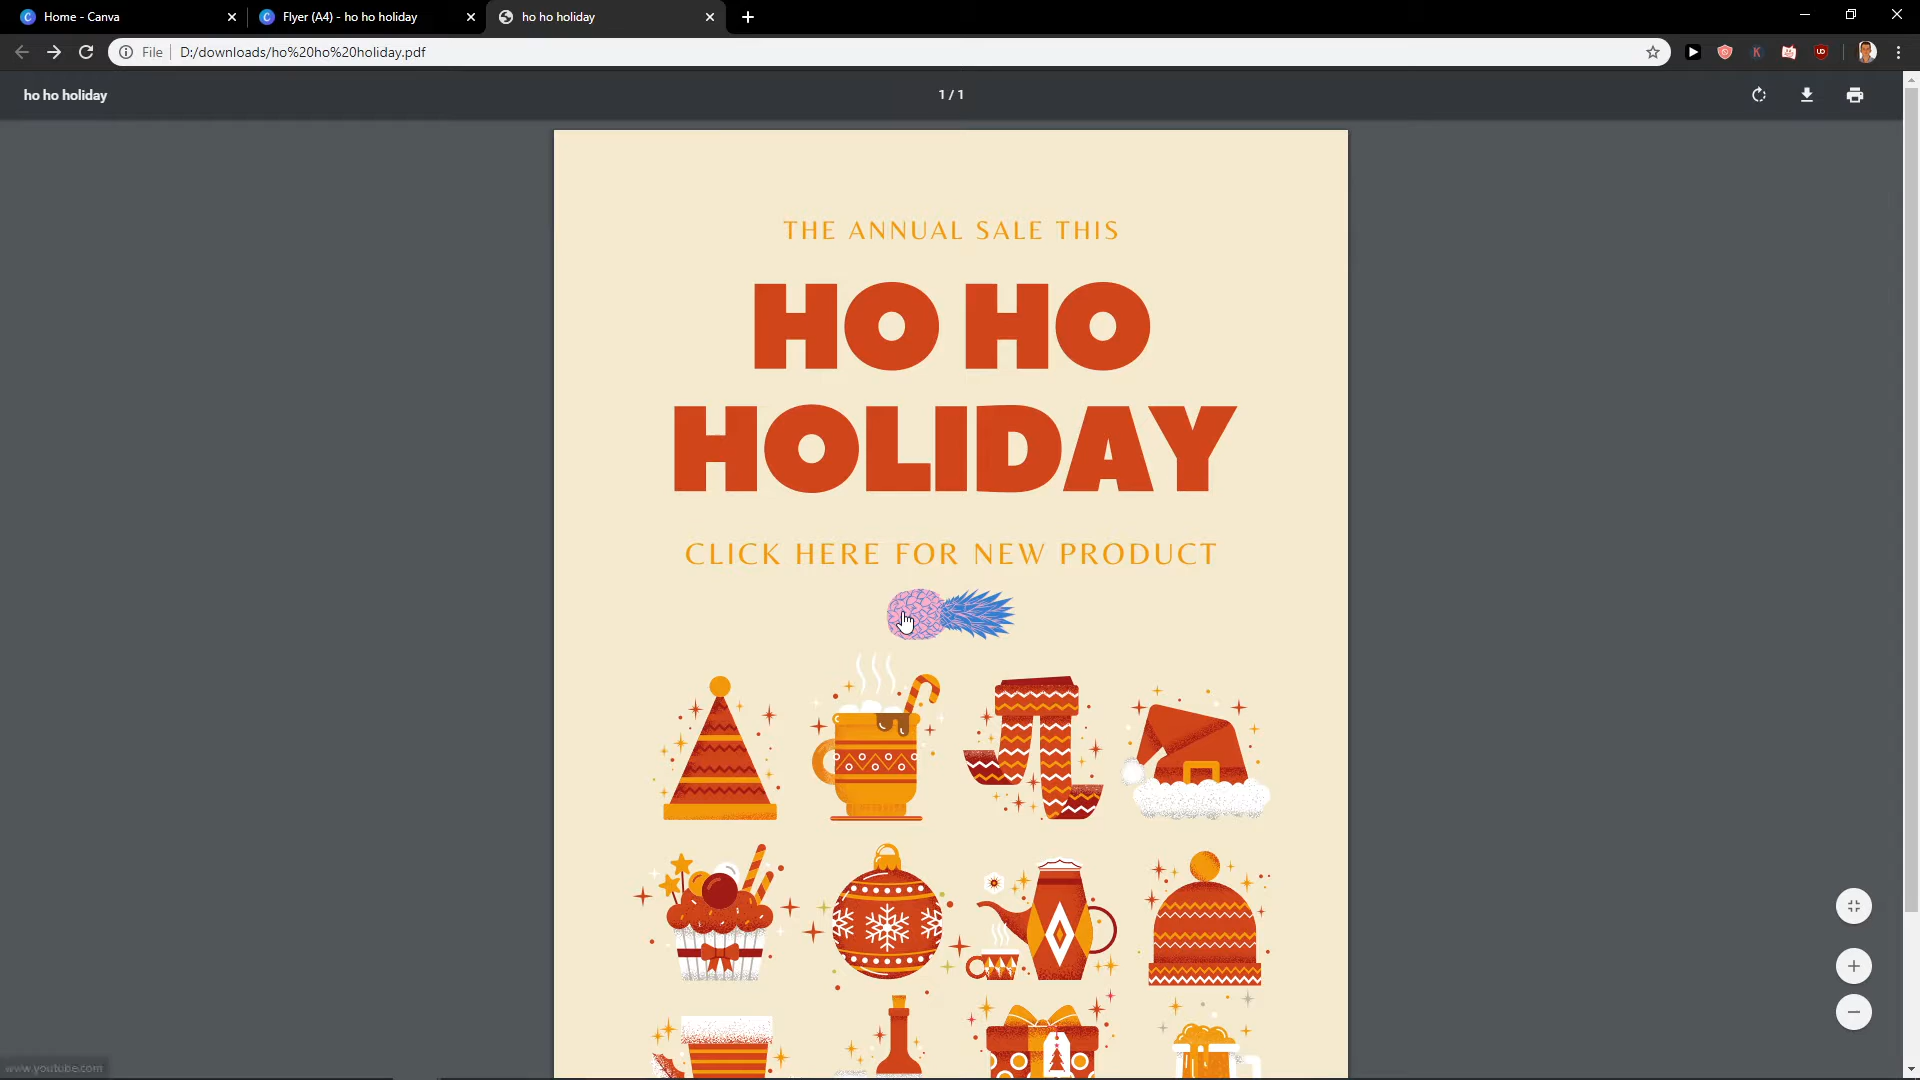 Home - Canva
Flyer (A4) - ho ho holiday
ho ho holiday
File
D:/downloads/ho%20ho%20holiday.pdf
ho ho holiday
1 / 1
THE ANNUAL SALE THIS
HO HO
HOLIDAY
CLICK HERE FOR NEW PRODUCT
www.youtube.com